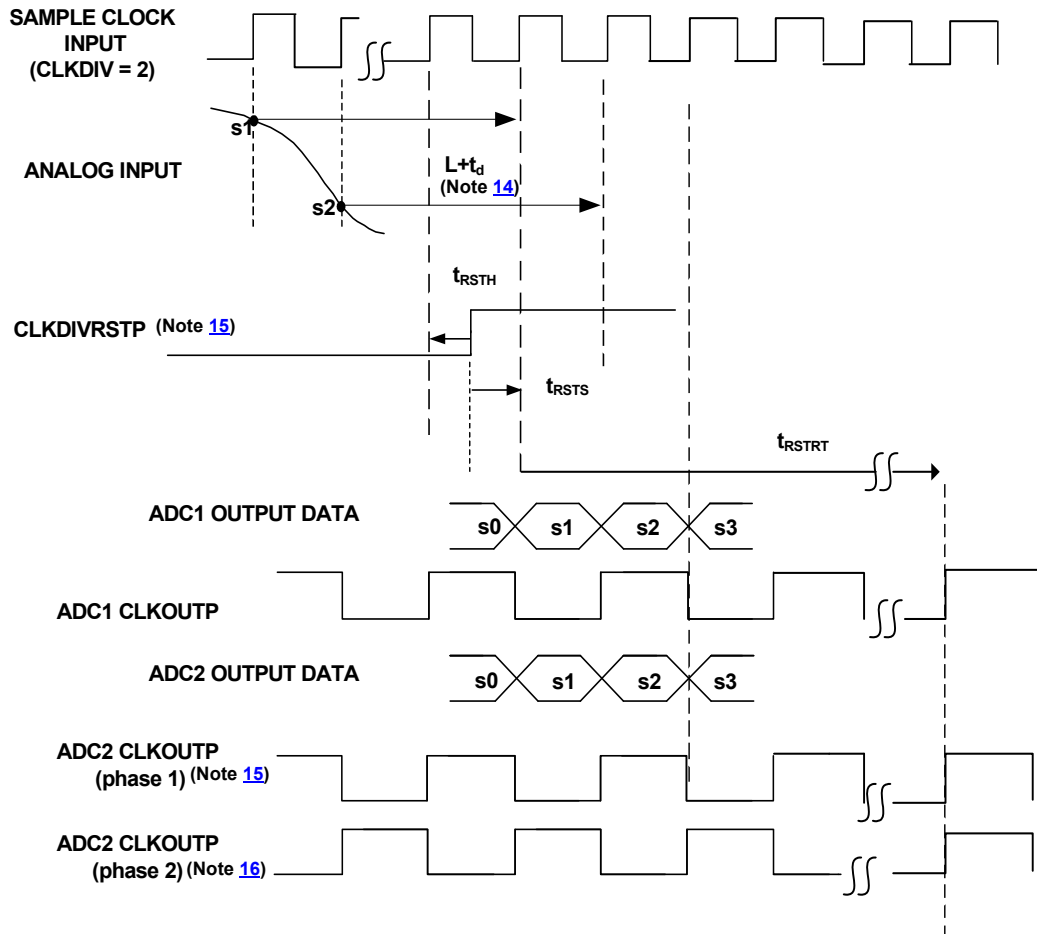 SAMPLE CLOCK
INPUT
(CLKDIV = 2)
s1
ANALOG INPUT
L+td
(Note 14)
s2
tRSTH
CLKDIVRSTP (Note 15)
tRSTS
tRSTRT
ADC1 OUTPUT DATA
s0 s1 s2 s3
ADC1 CLKOUTP
ADC2 OUTPUT DATA
s0 s1 s2 s3
ADC2 CLKOUTP
(phase 1) (Note 15)
ADC2 CLKOUTP
(phase 2) (Note 16)